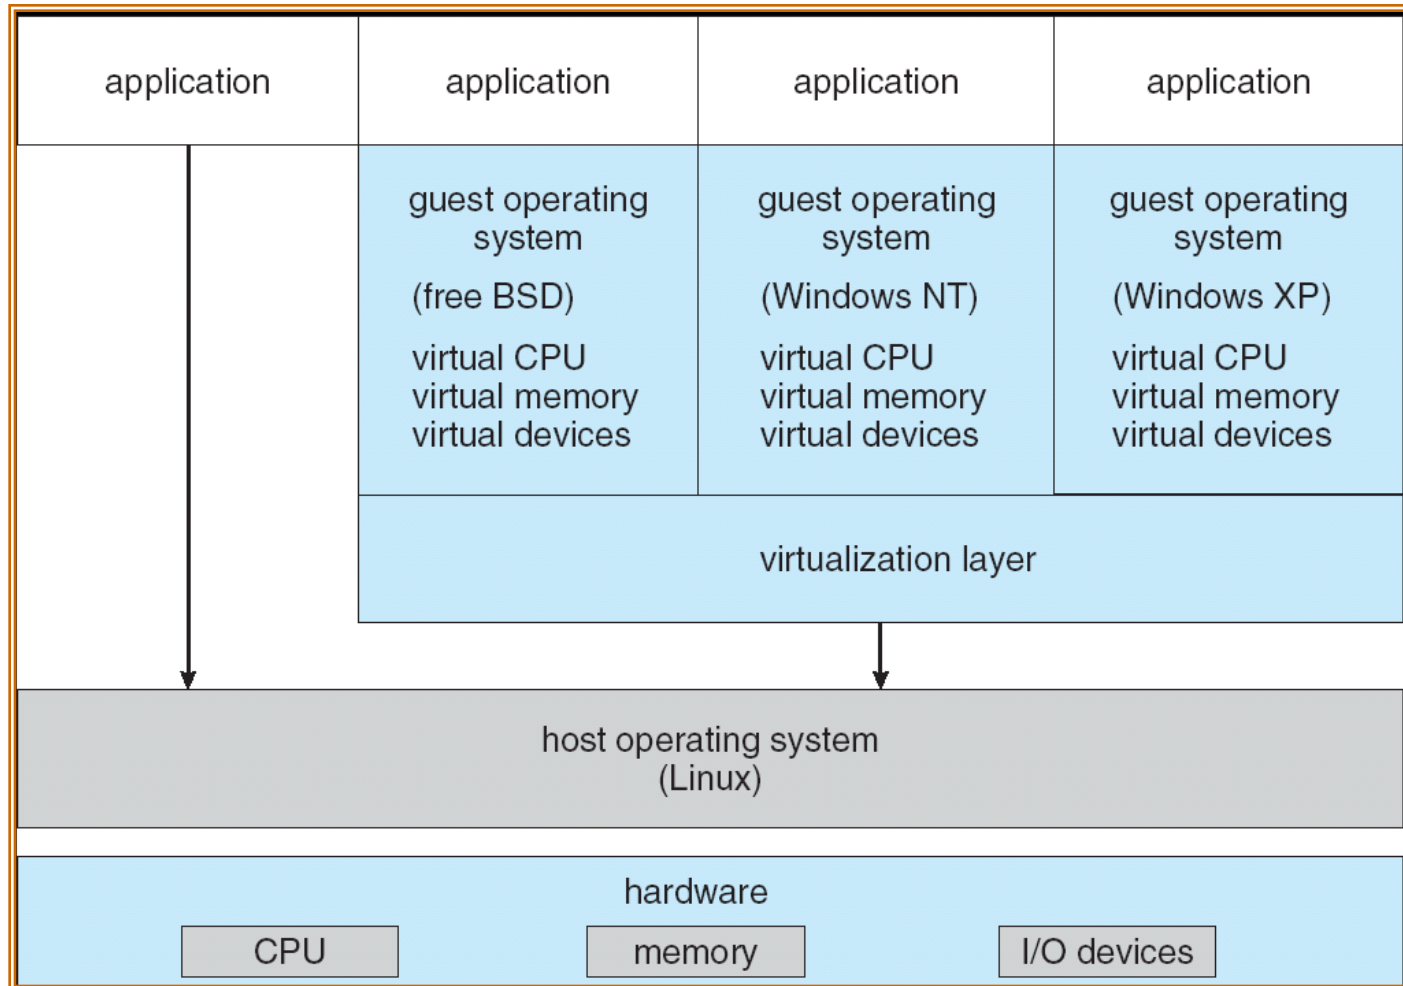 application
application
application
application
guest operating
system
(free BSD)
virtual CPU
virtual memory
virtual devices
guest operating
system
(Windows NT)
virtual CPU
virtual memory
virtual devices
guest operating
system
(Windows XP)
virtual CPU
virtual memory
virtual devices
virtualization layer
host operating system
(Linux)
hardware
CPU
memory
I/O devices